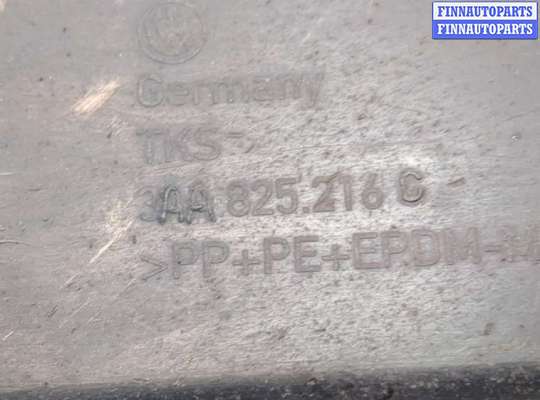 FINNAUTOPARTS
FINNAUTOPARTS
Germany
TKS
3AA 825.216 C -
>PP+PE+EPDM-M